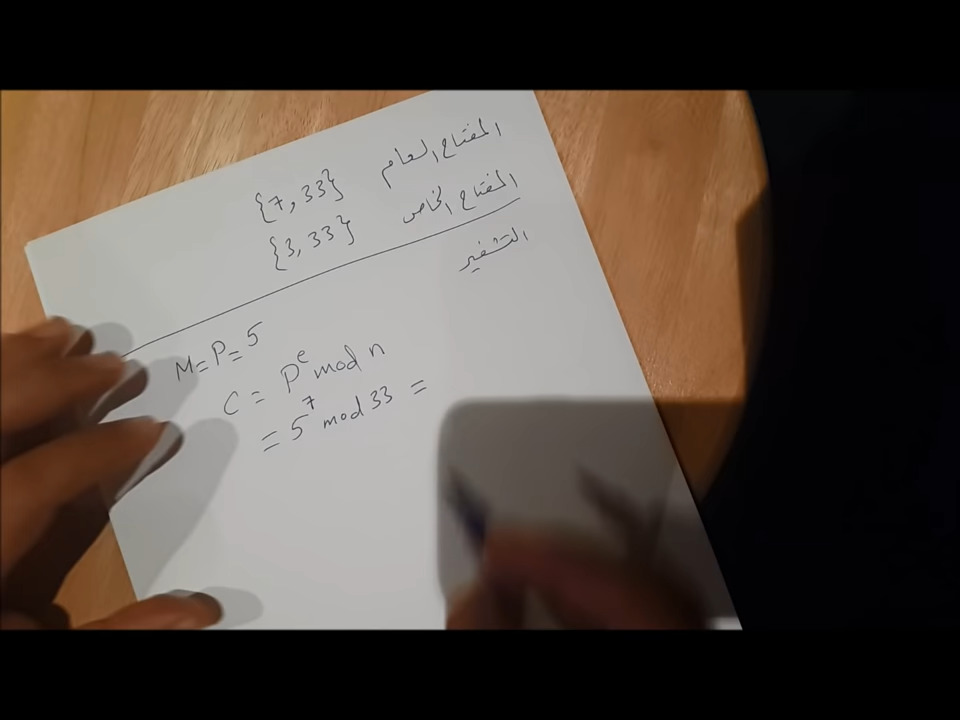 المفتاح العام {7, 33}
المفتاح الخاص {3, 33}
التشفير
M = P = 5
C = P^e mod n
= 5^7 mod 33 =